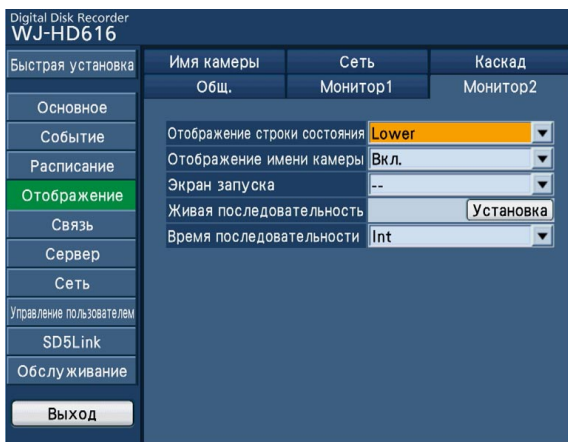 Digital Disk Recorder
WJ-HD616
Быстрая установка
Основное
Событие
Расписание
Отображение
Связь
Сервер
Сеть
Управление пользователем
SD5Link
Обслуживание
Выход
Имя камеры
Сеть
Каскад
Общ.
Монитор1
Монитор2
Отображение строки состояния Lower
Отображение имени камеры Вкл.
Экран запуска --
Живая последовательность Установка
Время последовательности Int